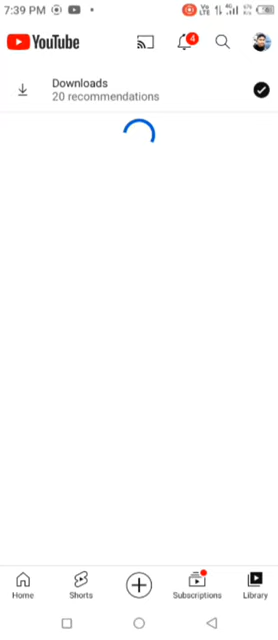 7:39 PM
4
YouTube
Downloads
20 recommendations
Home
Shorts
Subscriptions
Library